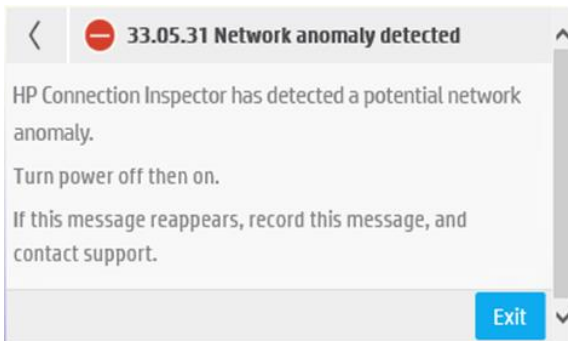 33.05.31 Network anomaly detected
HP Connection Inspector has detected a potential network
anomaly.
Turn power off then on.
If this message reappears, record this message, and
contact support.
Exit